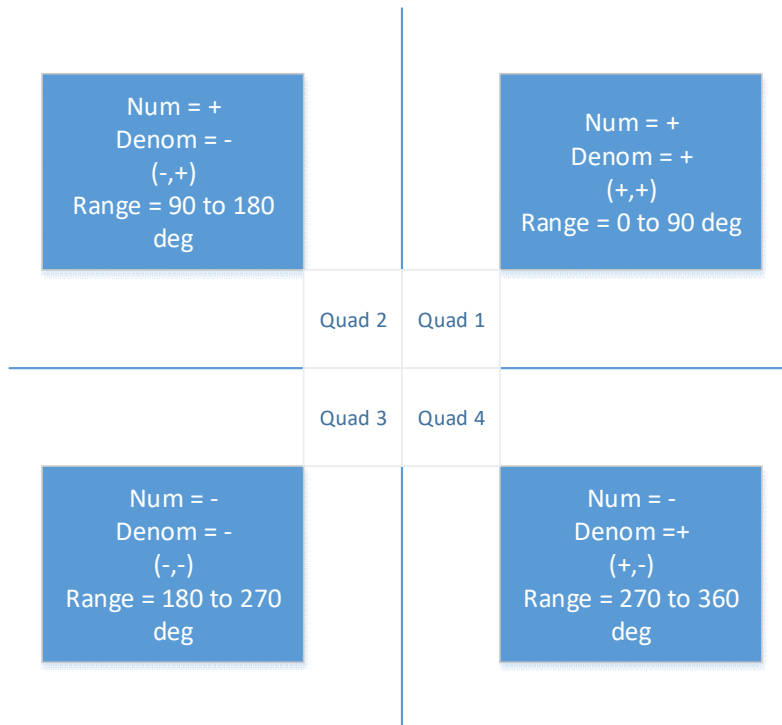 Num = +
Denom = -
(-,+)
Range = 90 to 180
deg
Num = +
Denom = +
(+,+)
Range = 0 to 90 deg
Quad 2
Quad 1
Quad 3
Quad 4
Num = -
Denom = -
(-,-)
Range = 180 to 270
deg
Num = -
Denom =+
(+,-)
Range = 270 to 360
deg